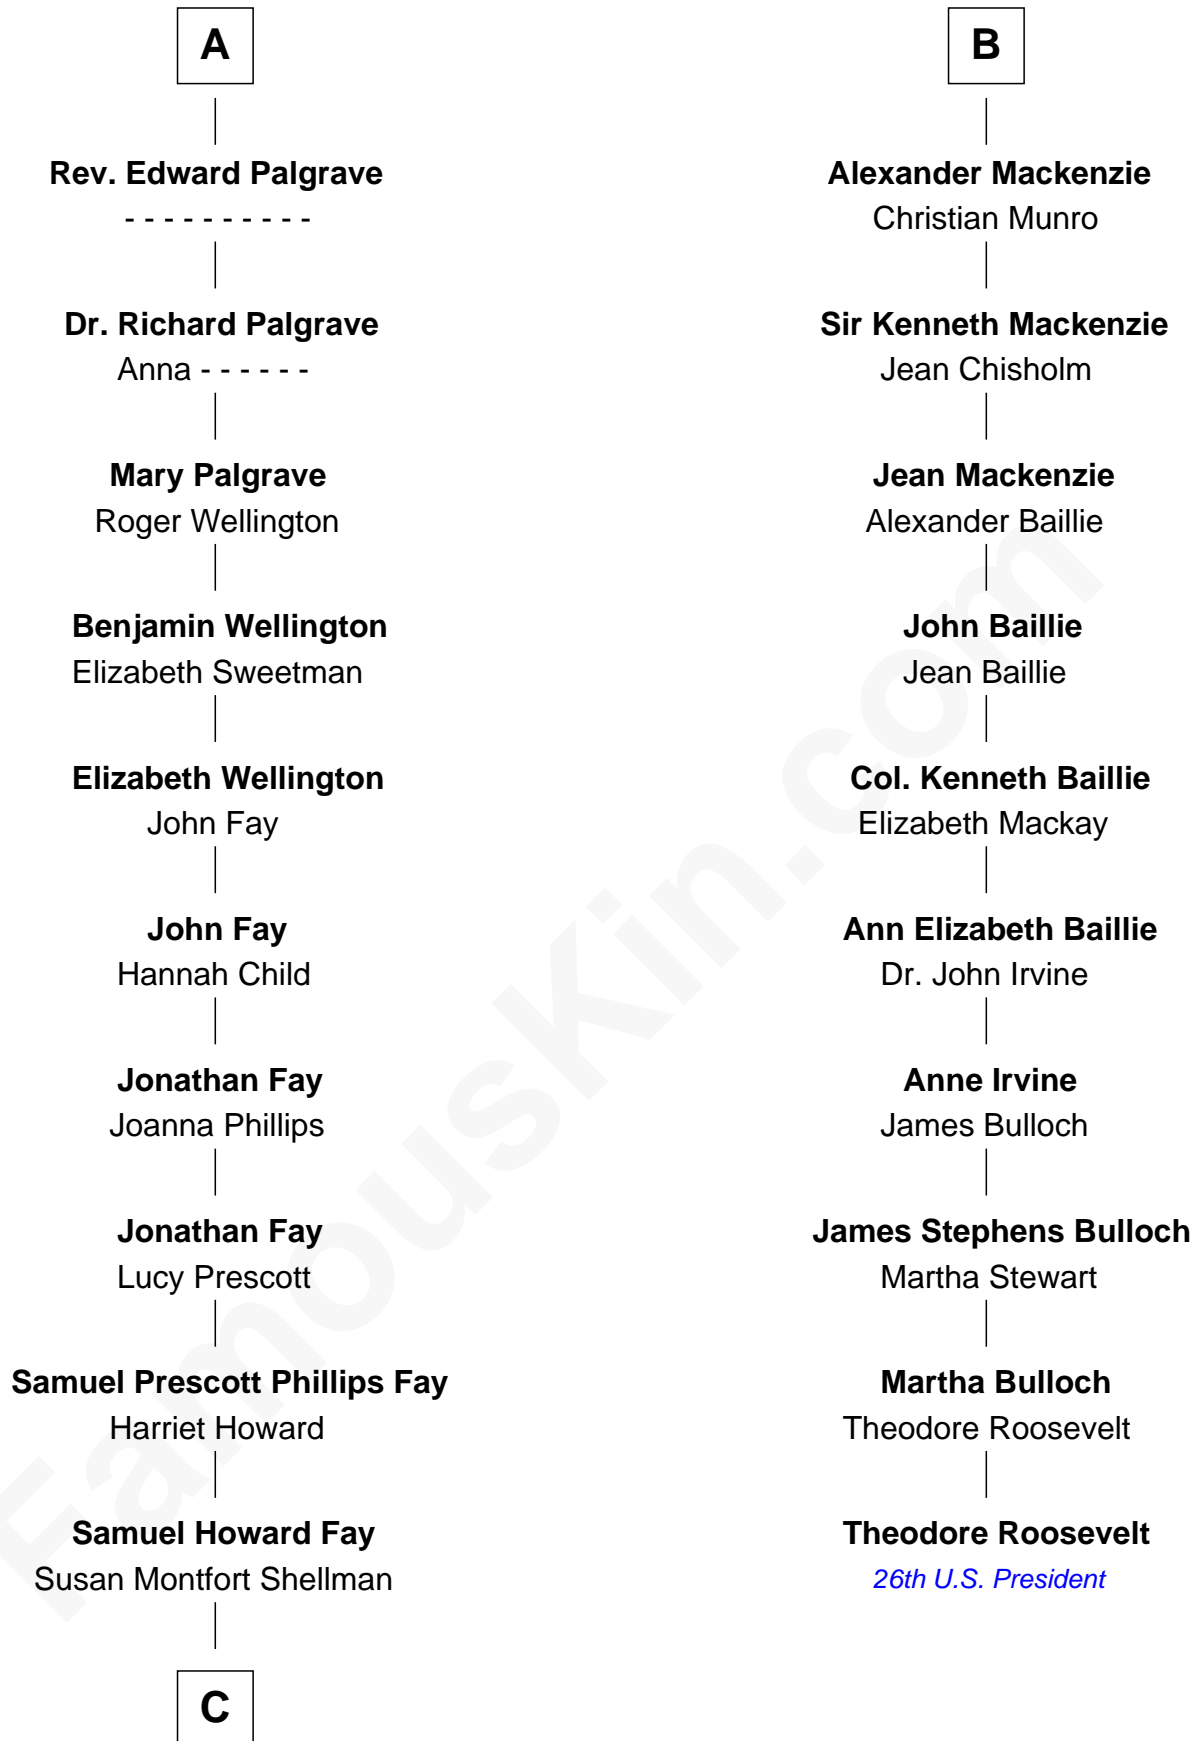 A
Rev. Edward Palgrave
- - - - - - - - - -
Dr. Richard Palgrave
Anna - - - - - -
Mary Palgrave
Roger Wellington
Benjamin Wellington
Elizabeth Sweetman
Elizabeth Wellington
John Fay
John Fay
Hannah Child
Jonathan Fay
Joanna Phillips
Jonathan Fay
Lucy Prescott
Samuel Prescott Phillips Fay
Harriet Howard
Samuel Howard Fay
Susan Montfort Shellman
C
B
Alexander Mackenzie
Christian Munro
Sir Kenneth Mackenzie
Jean Chisholm
Jean Mackenzie
Alexander Baillie
John Baillie
Jean Baillie
Col. Kenneth Baillie
Elizabeth Mackay
Ann Elizabeth Baillie
Dr. John Irvine
Anne Irvine
James Bulloch
James Stephens Bulloch
Martha Stewart
Martha Bulloch
Theodore Roosevelt
Theodore Roosevelt
26th U.S. President
FamousKin.com